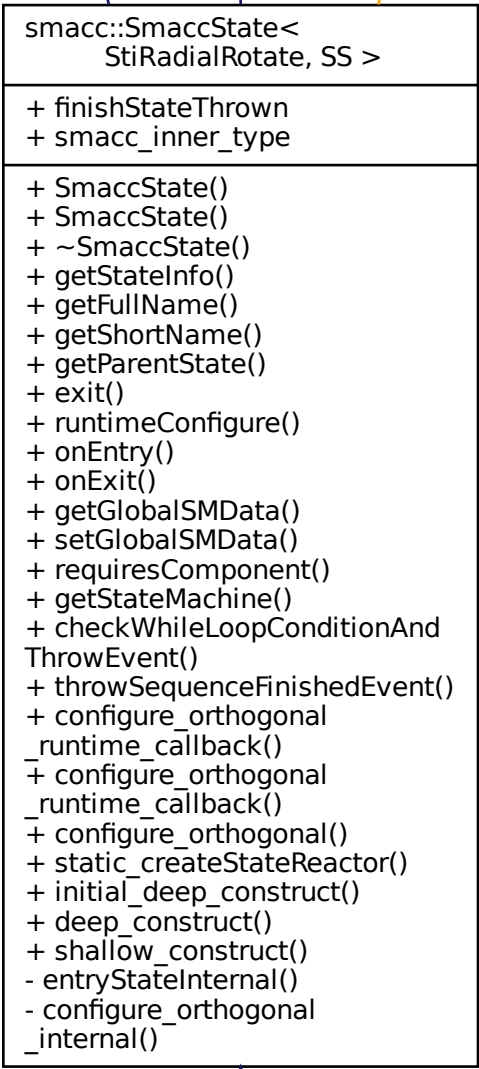 smacc::SmaccState<
StiRadialRotate, SS >
+ finishStateThrown
+ smacc_inner_type
+ SmaccState()
+ SmaccState()
+ ~SmaccState()
+ getStateInfo()
+ getFullName()
+ getShortName()
+ getParentState()
+ exit()
+ runtimeConfigure()
+ onEntry()
+ onExit()
+ getGlobalSMData()
+ setGlobalSMData()
+ requiresComponent()
+ getStateMachine()
+ checkWhileLoopConditionAnd
ThrowEvent()
+ throwSequenceFinishedEvent()
+ configure_orthogonal
_runtime_callback()
+ configure_orthogonal
_runtime_callback()
+ configure_orthogonal()
+ static_createStateReactor()
+ initial_deep_construct()
+ deep_construct()
+ shallow_construct()
- entryStateInternal()
- configure_orthogonal
_internal()